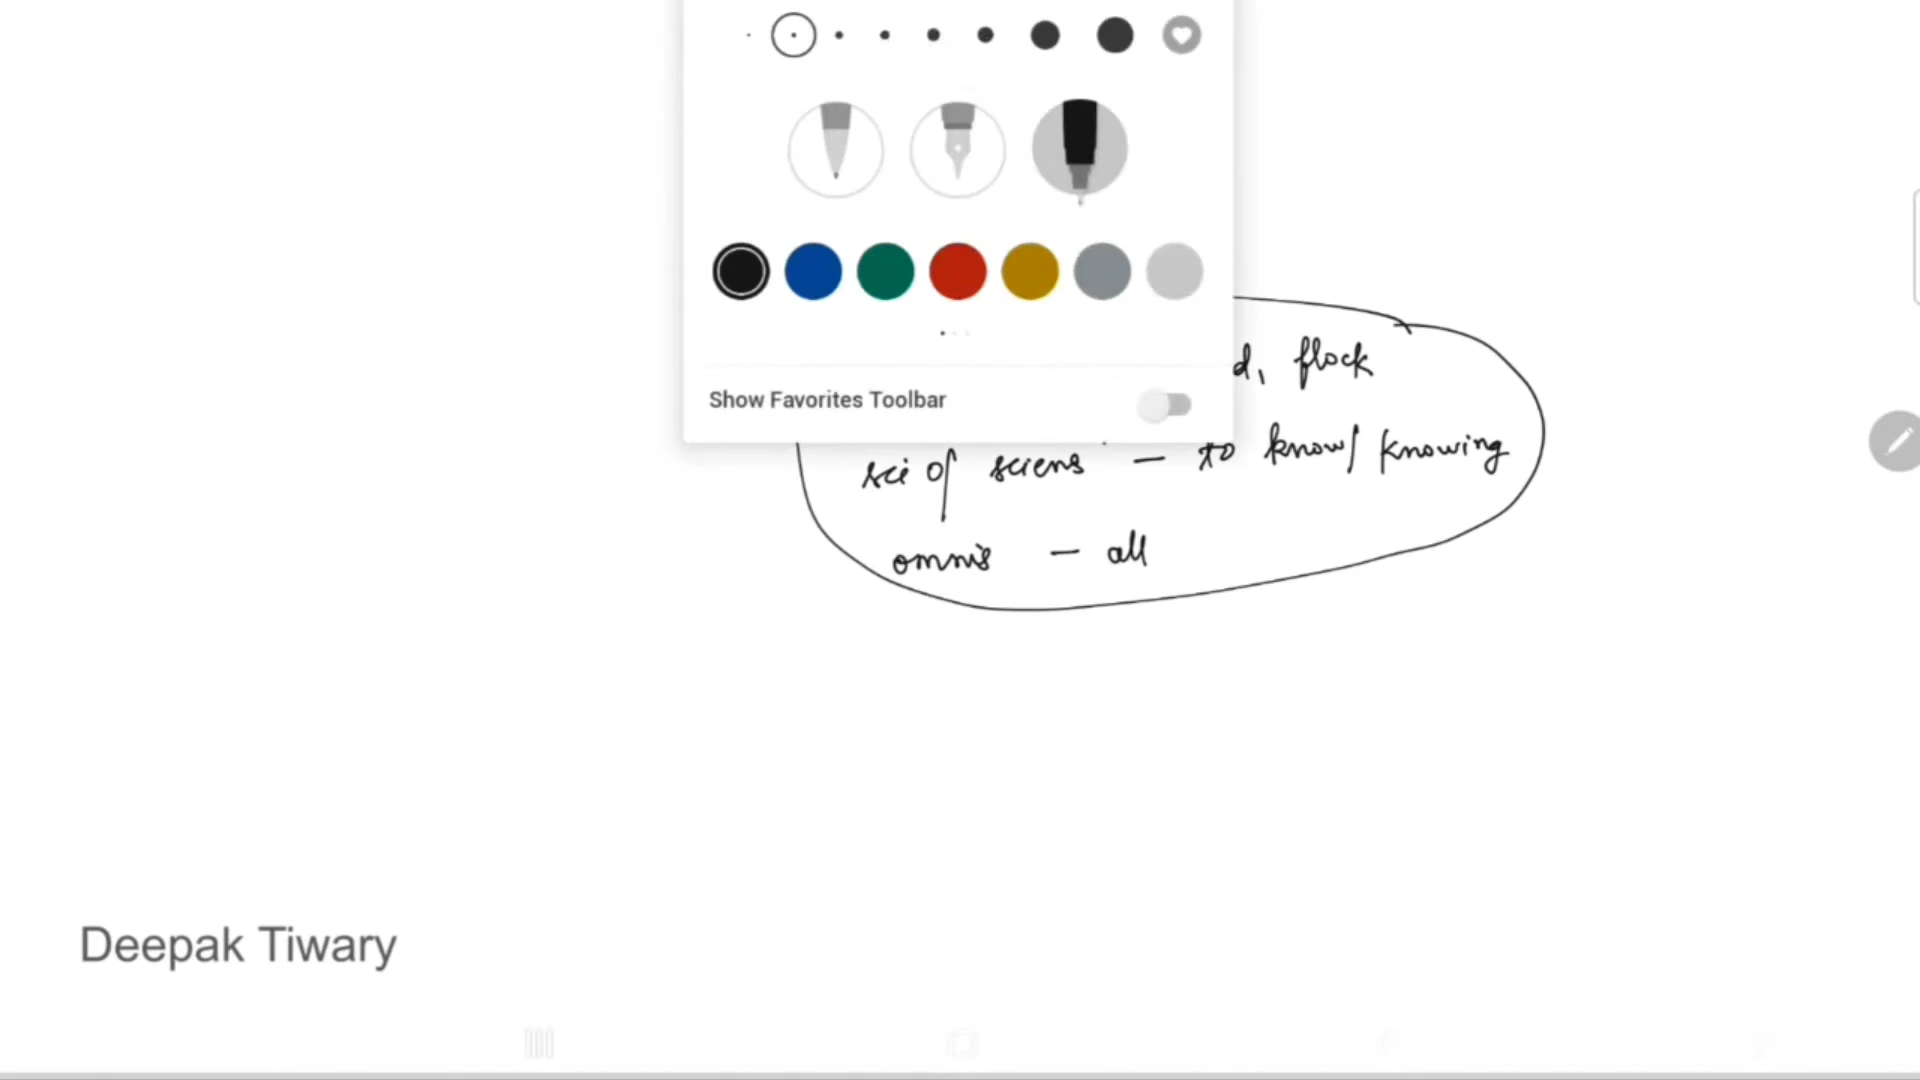 Show Favorites Toolbar
d, flock
sci of sciens - to know/ knowing
omnis - all
Deepak Tiwary